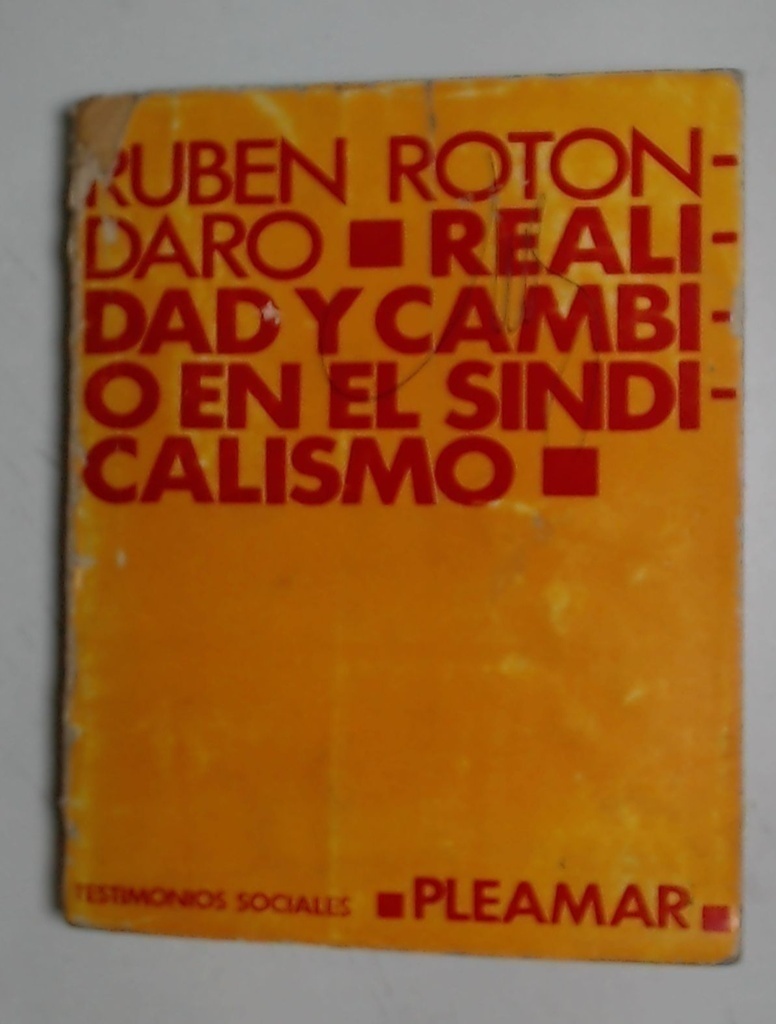 RUBEN ROTON-
DARO ■ REALI-
DAD Y CAMBI-
O EN EL SINDI-
CALISMO ■
TESTIMONIOS SOCIALES ■ PLEAMAR ■